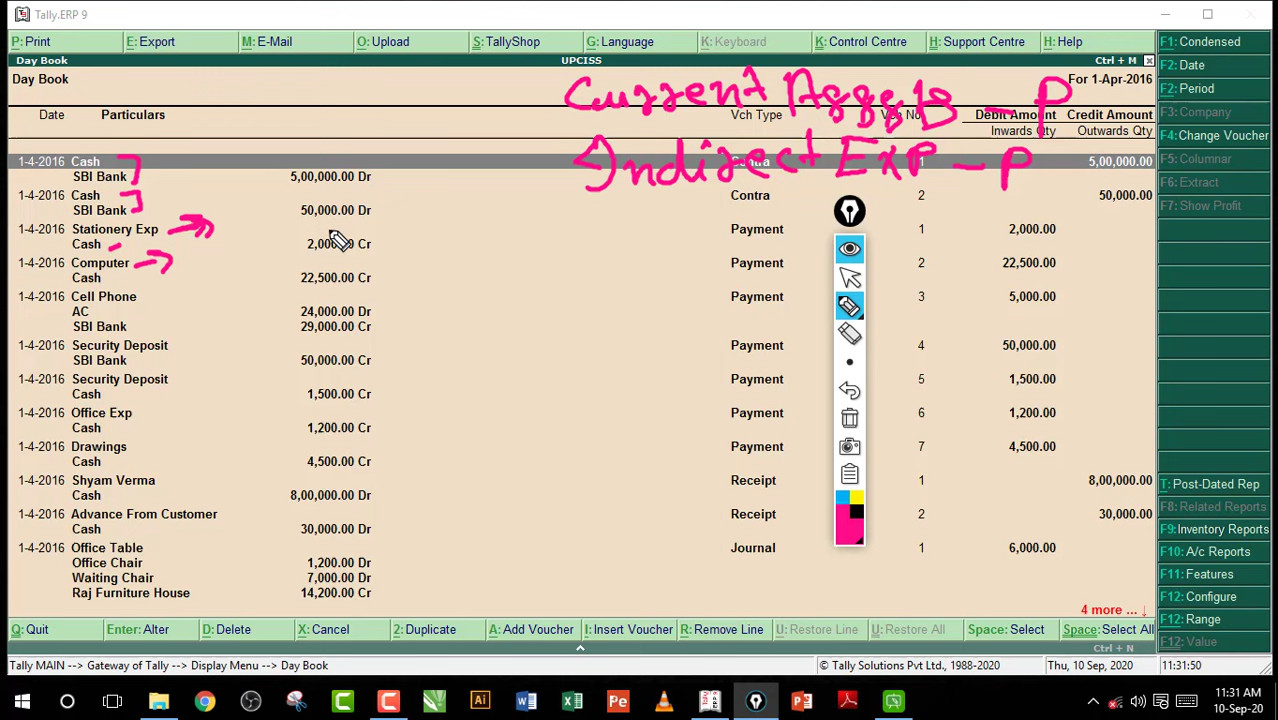 Tally.ERP 9
P: Print E: Export M: E-Mail O: Upload S: TallyShop G: Language K: Keyboard K: Control Centre H: Support Centre H: Help
Day Book UPCISS Ctrl + M
Day Book For 1-Apr-2016
Date Particulars Vch Type Vch No. Debit Amount Credit Amount
Inwards Qty Outwards Qty
Current - P
Indirect Exp - P
1-4-2016 Cash Contra 5,00,000.00
SBI Bank 5,00,000.00 Dr
1-4-2016 Cash Contra 2 50,000.00
SBI Bank 50,000.00 Dr
1-4-2016 Stationery Exp Payment 1 2,000.00
Cash 2,000.00 Cr
1-4-2016 Computer Payment 2 22,500.00
Cash 22,500.00 Cr
1-4-2016 Cell Phone Payment 3 5,000.00
AC 24,000.00 Dr
SBI Bank 29,000.00 Cr
1-4-2016 Security Deposit Payment 4 50,000.00
SBI Bank 50,000.00 Cr
1-4-2016 Security Deposit Payment 5 1,500.00
Cash 1,500.00 Cr
1-4-2016 Office Exp Payment 6 1,200.00
Cash 1,200.00 Cr
1-4-2016 Drawings Payment 7 4,500.00
Cash 4,500.00 Cr
1-4-2016 Shyam Verma Receipt 1 8,00,000.00
Cash 8,00,000.00 Dr
1-4-2016 Advance From Customer Receipt 2 30,000.00
Cash 30,000.00 Dr
1-4-2016 Office Table Journal 1 6,000.00
Office Chair 1,200.00 Dr
Waiting Chair 7,000.00 Dr
Raj Furniture House 14,200.00 Cr
4 more ... ↓
F1: Condensed
F2: Date
F2: Period
F3: Company
F4: Change Voucher
F5: Columnar
F6: Extract
F7: Show Profit
T: Post-Dated Rep
F8: Related Reports
F9: Inventory Reports
F10: A/c Reports
F11: Features
F12: Configure
F12: Range
F12: Value
Q: Quit Enter: Alter D: Delete X: Cancel 2: Duplicate A: Add Voucher I: Insert Voucher R: Remove Line U: Restore Line U: Restore All Space: Select Space: Select All
Ctrl + N
Tally MAIN --> Gateway of Tally --> Display Menu --> Day Book © Tally Solutions Pvt Ltd., 1988-2020 Thu, 10 Sep, 2020 11:31:50
Ai Pe
11:31 AM
10-Sep-20